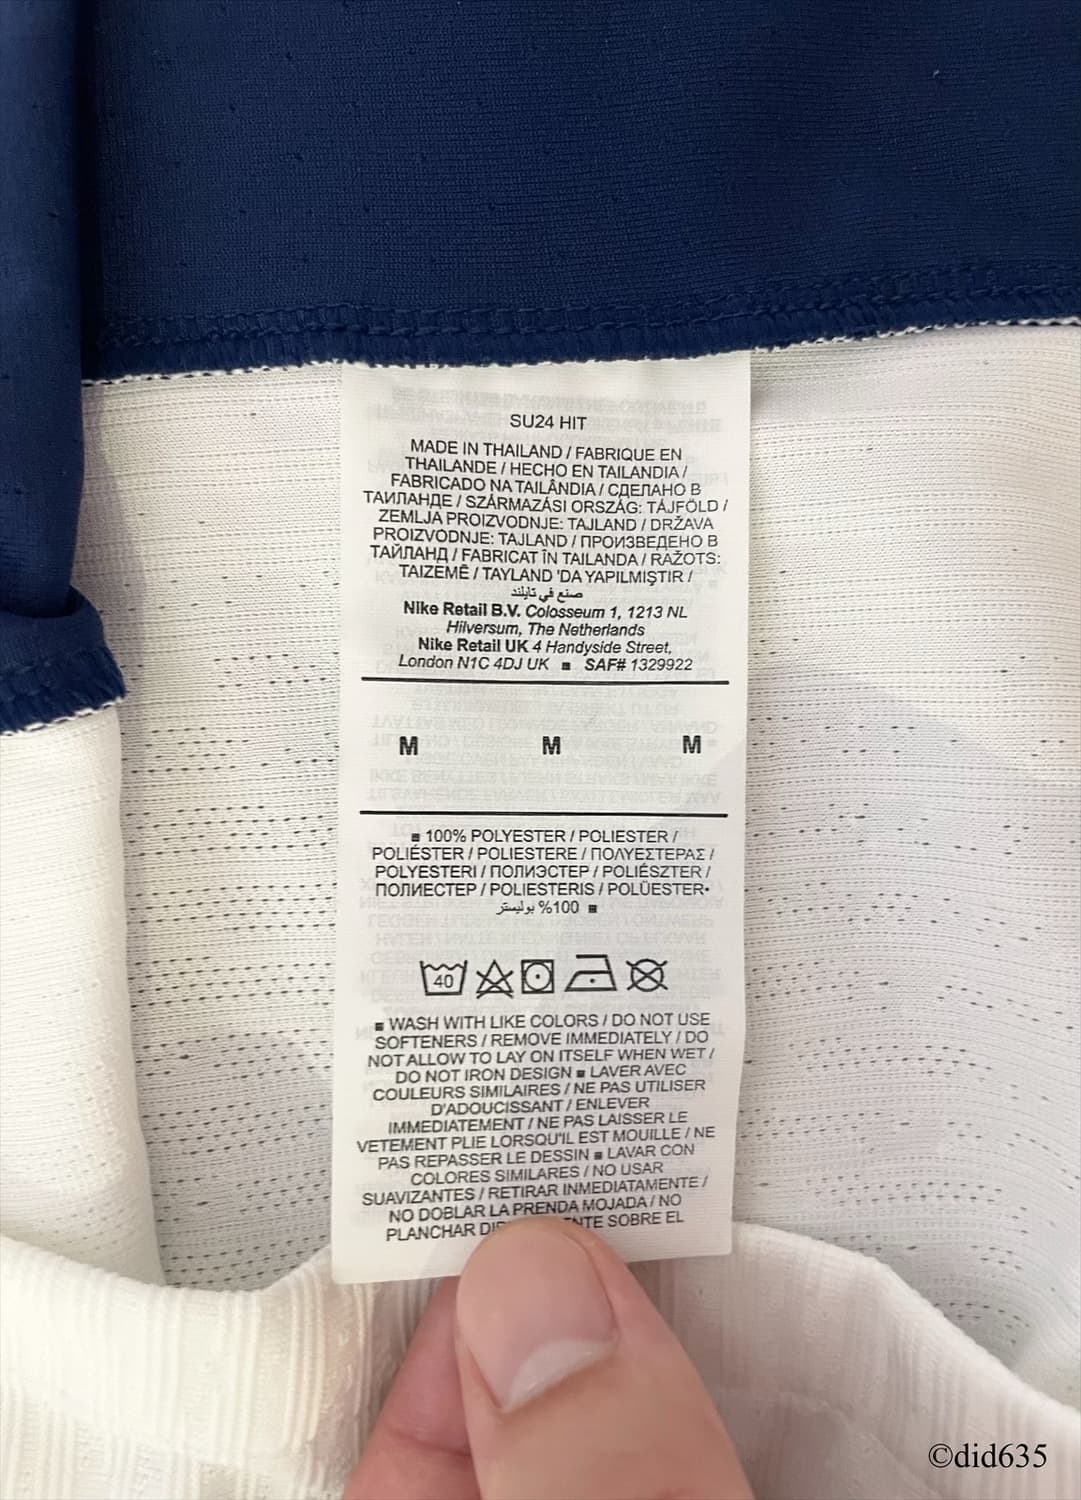 SU24 HIT
MADE IN THAILAND / FABRIQUE EN
THAILANDE / HECHO EN TAILANDIA /
FABRICADO NA TAILÂNDIA / СДЕЛАНО В
ТАИЛАНДЕ / SZÁRMAZÁSI ORSZÁG: TÁJFÖLD /
ZEMLJA PROIZVODNJE: TAJLAND / DRŽAVA
PROIZVODNJE: TAJLAND / ПРОИЗВЕДЕНО В
ТАЙЛАНД / FABRICAT ÎN TAILANDA / RAŽOTS:
TAIZEMĒ / TAYLAND 'DA YAPILMIŞTIR /
صنع في تايلند
Nike Retail B.V. Colosseum 1, 1213 NL
Hilversum, The Netherlands
Nike Retail UK 4 Handyside Street,
London N1C 4DJ UK ■ SAF# 1329922
M M M
■ 100% POLYESTER / POLIESTER /
POLIÉSTER / POLIESTERE / ΠΟΛΥΕΣΤΕΡΑΣ /
POLYESTERI / ПОЛИЭСТЕР / POLIÉSZTER /
ПОЛИЕСТЕР / POLIESTERIS / POLÜESTER•
■ 100% بوليستر
40
■ WASH WITH LIKE COLORS / DO NOT USE
SOFTENERS / REMOVE IMMEDIATELY / DO
NOT ALLOW TO LAY ON ITSELF WHEN WET /
DO NOT IRON DESIGN ■ LAVER AVEC
COULEURS SIMILAIRES / NE PAS UTILISER
D'ADOUCISSANT / ENLEVER
IMMEDIATEMENT / NE PAS LAISSER LE
VETEMENT PLIE LORSQU'IL EST MOUILLE / NE
PAS REPASSER LE DESSIN ■ LAVAR CON
COLORES SIMILARES / NO USAR
SUAVIZANTES / RETIRAR INMEDIATAMENTE /
NO DOBLAR LA PRENDA MOJADA / NO
PLANCHAR SOBRE EL
©did635